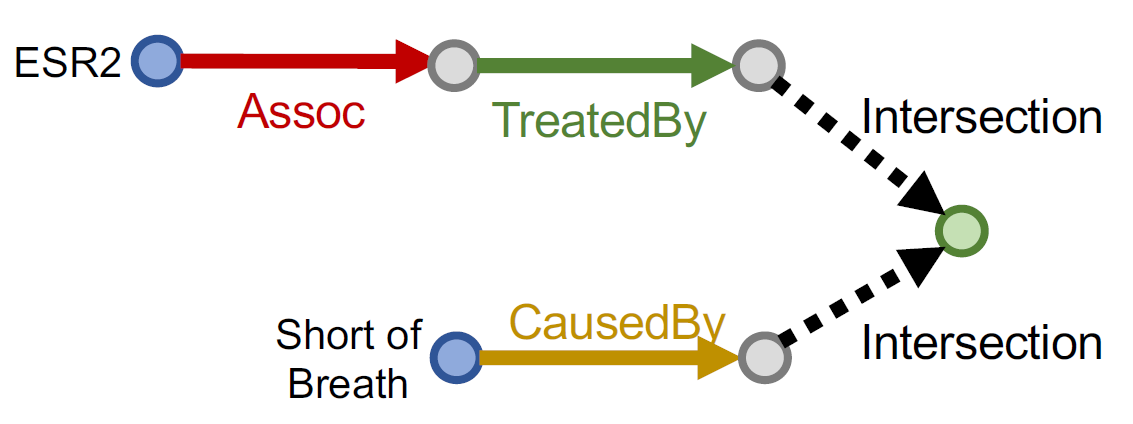 ESR2
Assoc
TreatedBy
Intersection
CausedBy
Short of
Breath
Intersection